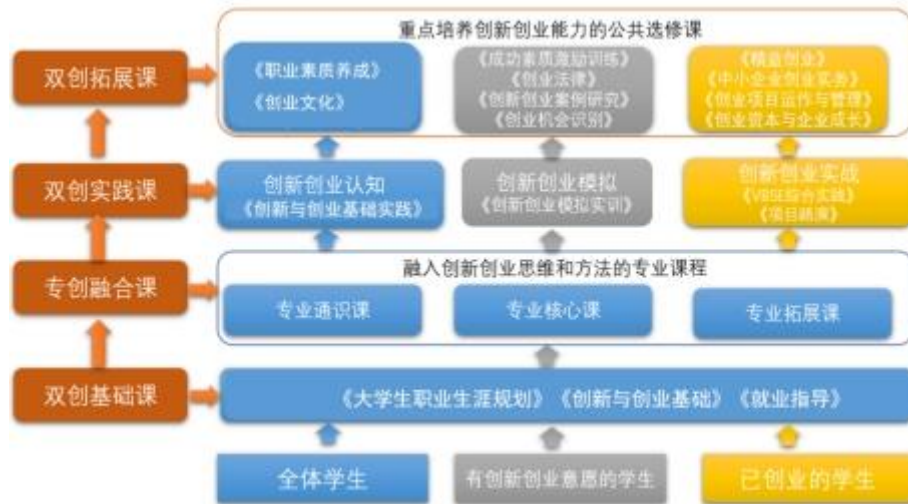 重点培养创新创业能力的公共选修课
双创拓展课
《职业素质养成》
《创业文化》
《成功素质激励训练》
《创业法律》
《创新创业案例研究》
《创业机会识别》
《精益创业》
《中小企业创业实务》
《创业项目运作与管理》
《创业资本与企业成长》
双创实践课
创新创业认知
《创新与创业基础实践》
创新创业模拟
《创新创业模拟实训》
创新创业实战
《VBSE综合实践》
《项目路演》
融入创新创业思维和方法的专业课程
专创融合课
专业通识课
专业核心课
专业拓展课
双创基础课
《大学生职业生涯规划》《创新与创业基础》《就业指导》
全体学生
有创新创业意愿的学生
已创业的学生